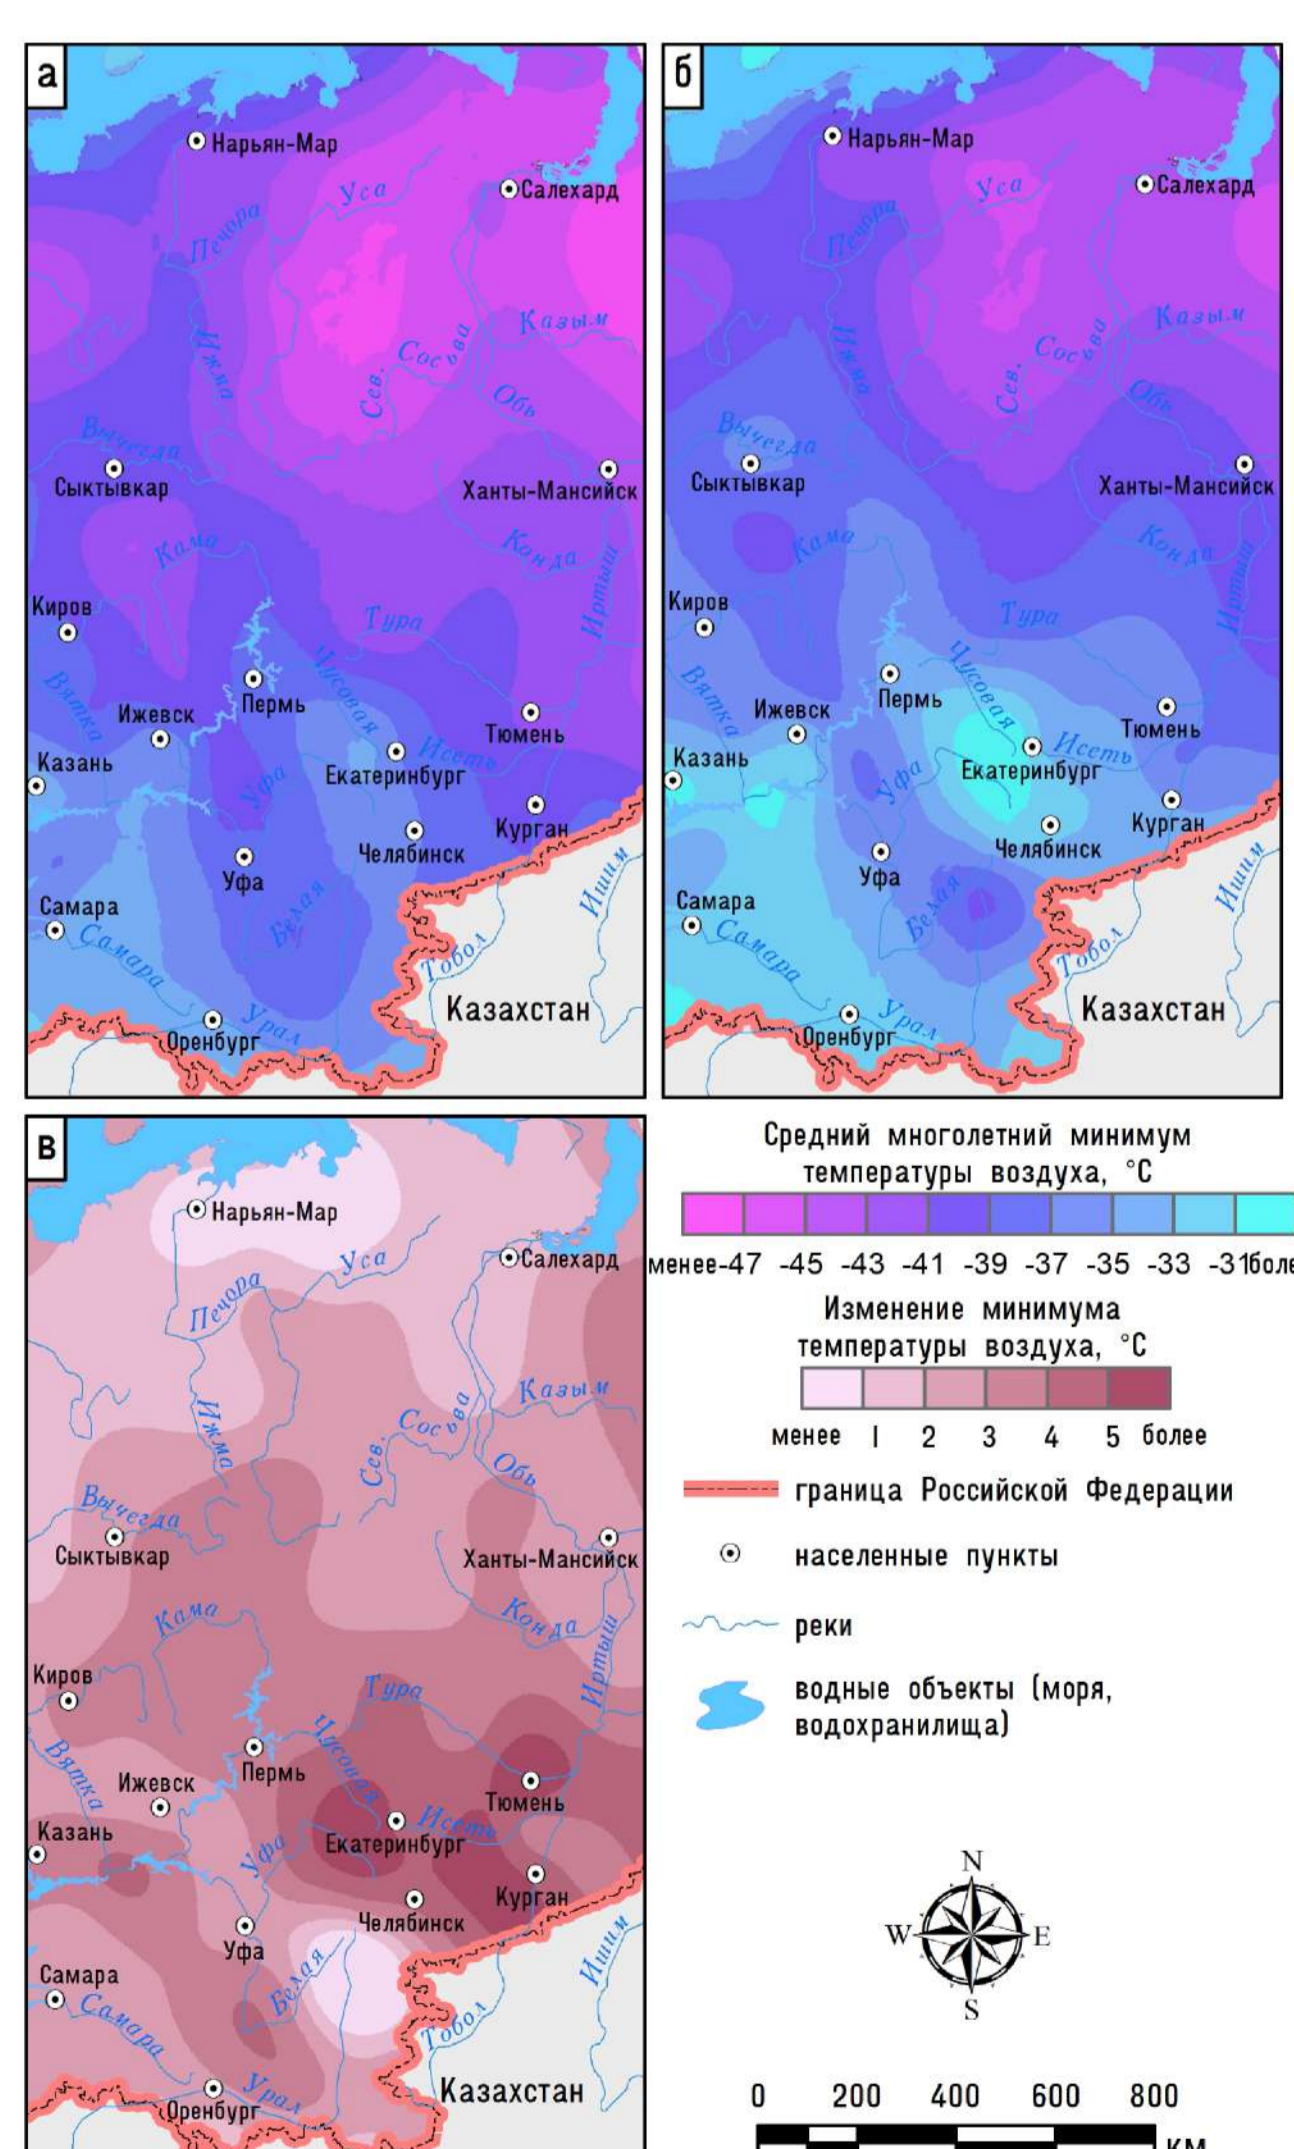 а
Нарьян-Мар
Уса
Салехард
Печора
Ижма
Казым
Сев. Сосьва
Обь
Вычегда
Сыктывкар
Ханты-Мансийск
Кама
Конда
Иртыш
Киров
Тура
Вятка
Чусовая
Пермь
Ижевск
Тюмень
Казань
Уфа
Исеть
Екатеринбург
Курган
Челябинск
Уфа
Ишим
Белая
Самара
Самара
Тобол
Казахстан
Урал
Оренбург
б
Нарьян-Мар
Уса
Салехард
Печора
Ижма
Казым
Сев. Сосьва
Обь
Вычегда
Сыктывкар
Ханты-Мансийск
Кама
Конда
Иртыш
Киров
Тура
Вятка
Чусовая
Пермь
Ижевск
Тюмень
Казань
Уфа
Исеть
Екатеринбург
Курган
Челябинск
Уфа
Ишим
Белая
Самара
Самара
Тобол
Казахстан
Урал
Оренбург
в
Нарьян-Мар
Уса
Салехард
Печора
Ижма
Казым
Сев. Сосьва
Обь
Вычегда
Сыктывкар
Ханты-Мансийск
Кама
Конда
Иртыш
Киров
Тура
Вятка
Чусовая
Пермь
Ижевск
Тюмень
Казань
Уфа
Исеть
Екатеринбург
Курган
Челябинск
Уфа
Ишим
Белая
Самара
Самара
Тобол
Казахстан
Урал
Оренбург
Средний многолетний минимум
температуры воздуха, °C
менее-47 -45 -43 -41 -39 -37 -35 -33 -31боле
Изменение минимума
температуры воздуха, °C
менее 1 2 3 4 5 более
граница Российской Федерации
населенные пункты
реки
водные объекты (моря,
водохранилища)
N
W E
S
0 200 400 600 800
км